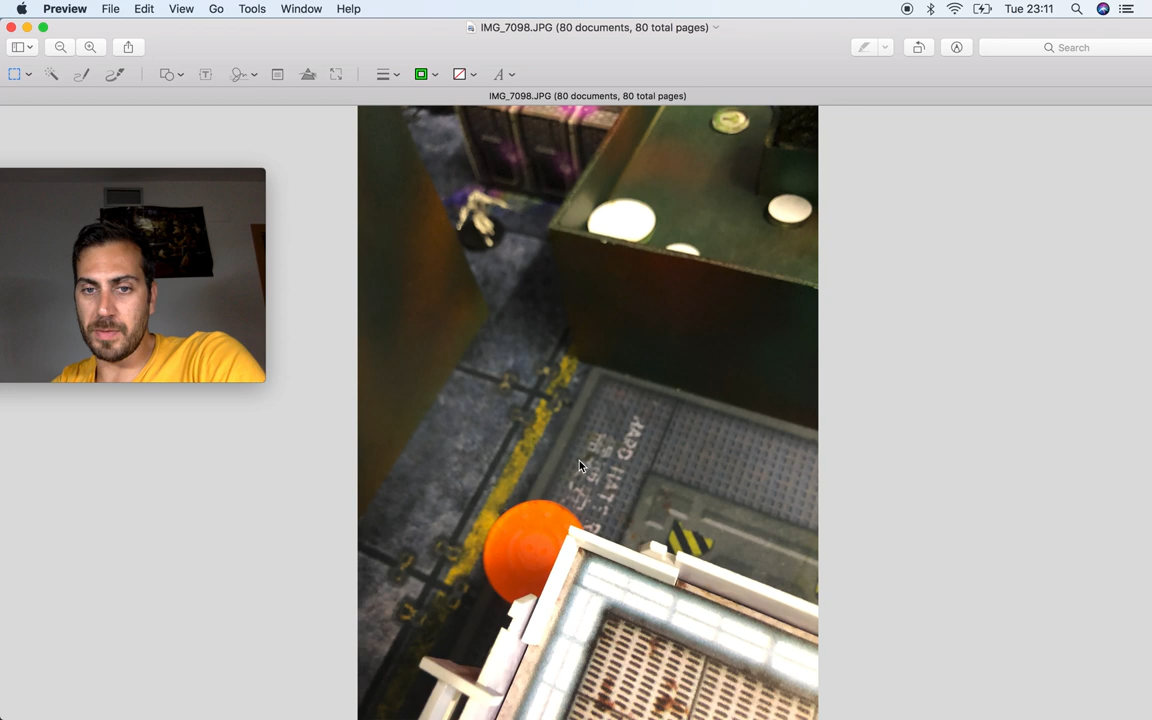 Preview File Edit View Go Tools Window Help Tue 23:11
IMG_7098.JPG (80 documents, 80 total pages)
Search
IMG_7098.JPG (80 documents, 80 total pages)
HARD HATS